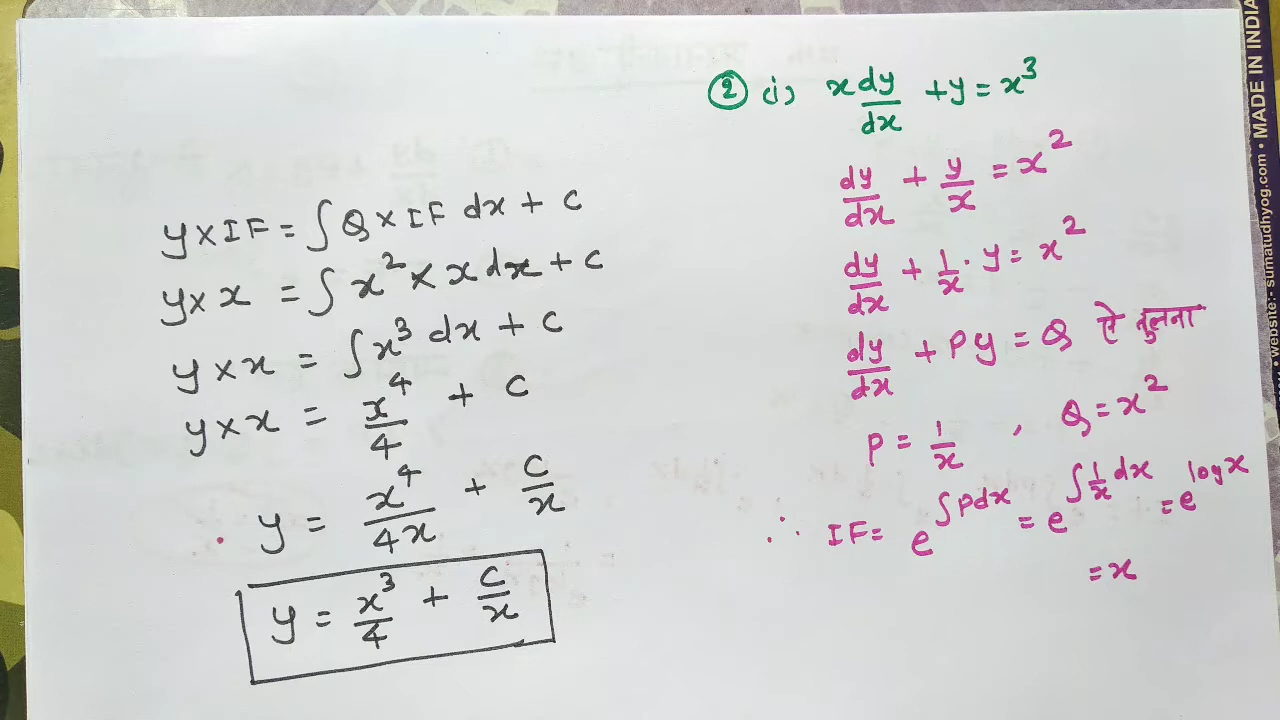 ② (i) x dy/dx + y = x³
dy/dx + y/x = x²
dy/dx + 1/x · y = x²
dy/dx + Py = Q ऐ तुलना
P = 1/x , Q = x²
∴ IF = e^∫Pdx = e^∫1/x dx = e^log x
= x
y × IF = ∫ Q × IF dx + c
y × x = ∫ x² × x dx + c
y × x = ∫ x³ dx + c
y × x = x⁴/4 + c
y = x⁴/4x + c/x
y = x³/4 + c/x
website:- sumatudhyog.com • MADE IN INDIA